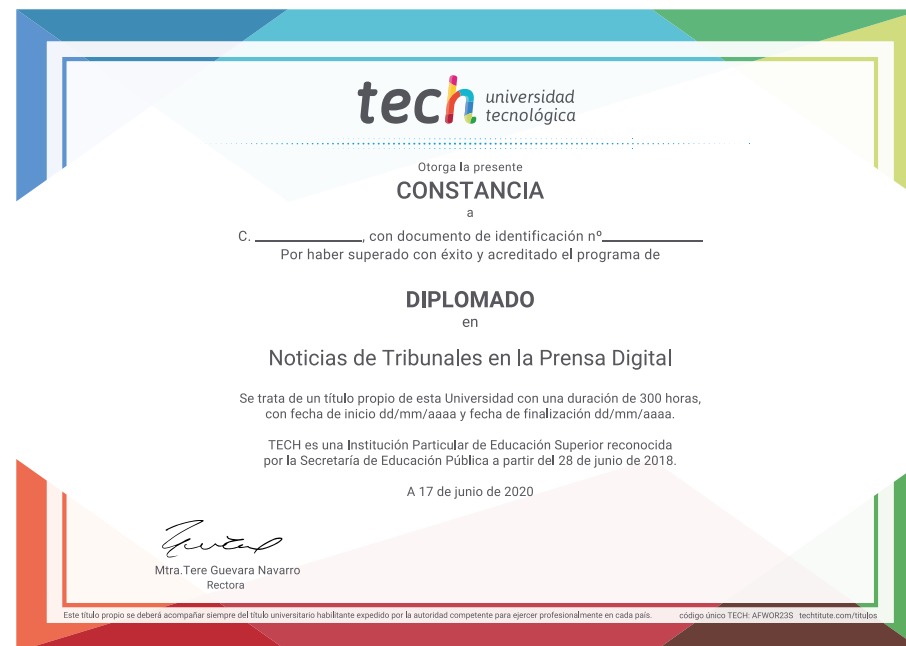 tech universidad
tecnológica
Otorga la presente
CONSTANCIA
a
C. ____________, con documento de identificación nº____________
Por haber superado con éxito y acreditado el programa de
DIPLOMADO
en
Noticias de Tribunales en la Prensa Digital
Se trata de un título propio de esta Universidad con una duración de 300 horas,
con fecha de inicio dd/mm/aaaa y fecha de finalización dd/mm/aaaa.
TECH es una Institución Particular de Educación Superior reconocida
por la Secretaría de Educación Pública a partir del 28 de junio de 2018.
A 17 de junio de 2020
Mtra.Tere Guevara Navarro
Rectora
Este título propio se deberá acompañar siempre del título universitario habilitante expedido por la autoridad competente para ejercer profesionalmente en cada país. código único TECH: AFWOR23S techtitute.com/títulos